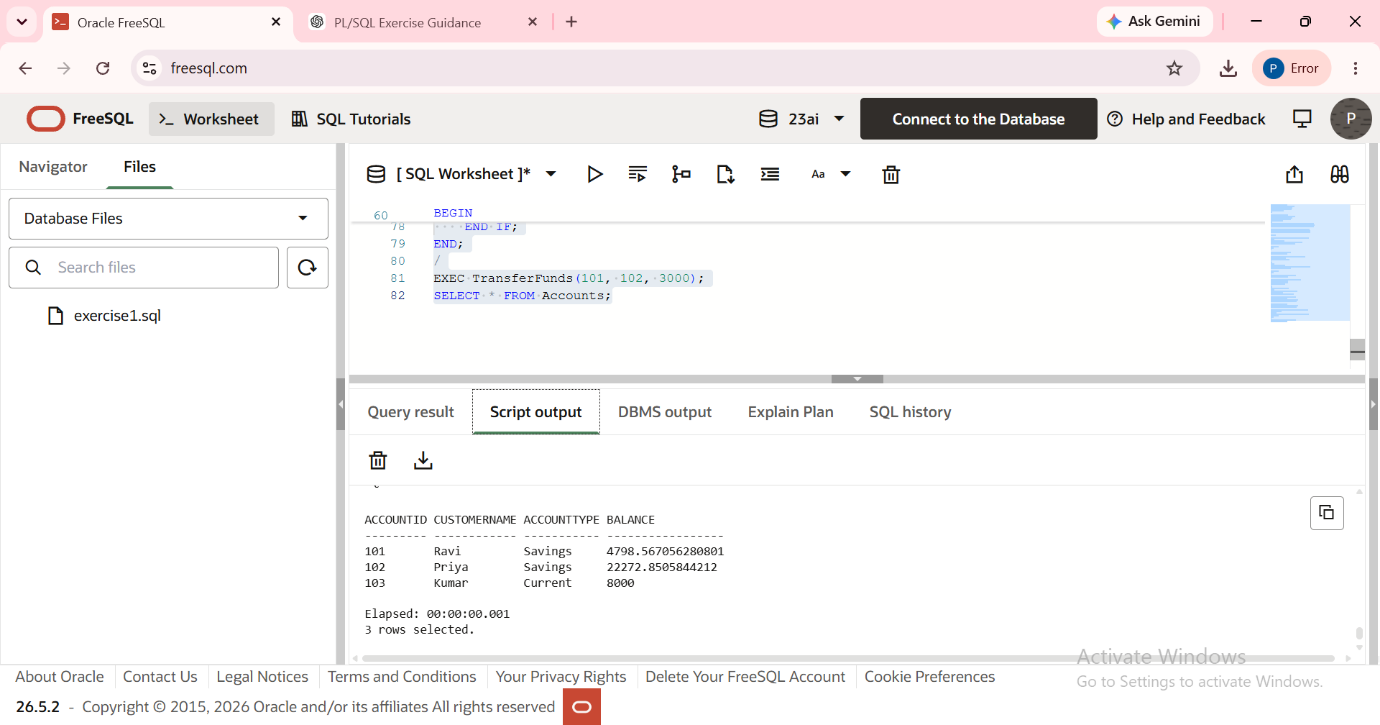 Oracle FreeSQL
PL/SQL Exercise Guidance
Ask Gemini
freesql.com
P
Error
FreeSQL
>_ Worksheet
SQL Tutorials
23ai
Connect to the Database
Help and Feedback
P
Navigator
Files
[ SQL Worksheet ]*
Aa
Database Files
Search files
exercise1.sql
60 BEGIN
78 ····END·IF;
79 END;
80 /
81 EXEC·TransferFunds(101,·102,·3000);
82 SELECT·*·FROM·Accounts;
Query result
Script output
DBMS output
Explain Plan
SQL history
ACCOUNTID CUSTOMERNAME ACCOUNTTYPE BALANCE
--------- ------------ ----------- ----------------
101 Ravi Savings 4798.567056280801
102 Priya Savings 22272.8505844212
103 Kumar Current 8000
Elapsed: 00:00:00.001
3 rows selected.
Activate Windows
Go to Settings to activate Windows.
About Oracle
Contact Us
Legal Notices
Terms and Conditions
Your Privacy Rights
Delete Your FreeSQL Account
Cookie Preferences
26.5.2 - Copyright © 2015, 2026 Oracle and/or its affiliates All rights reserved